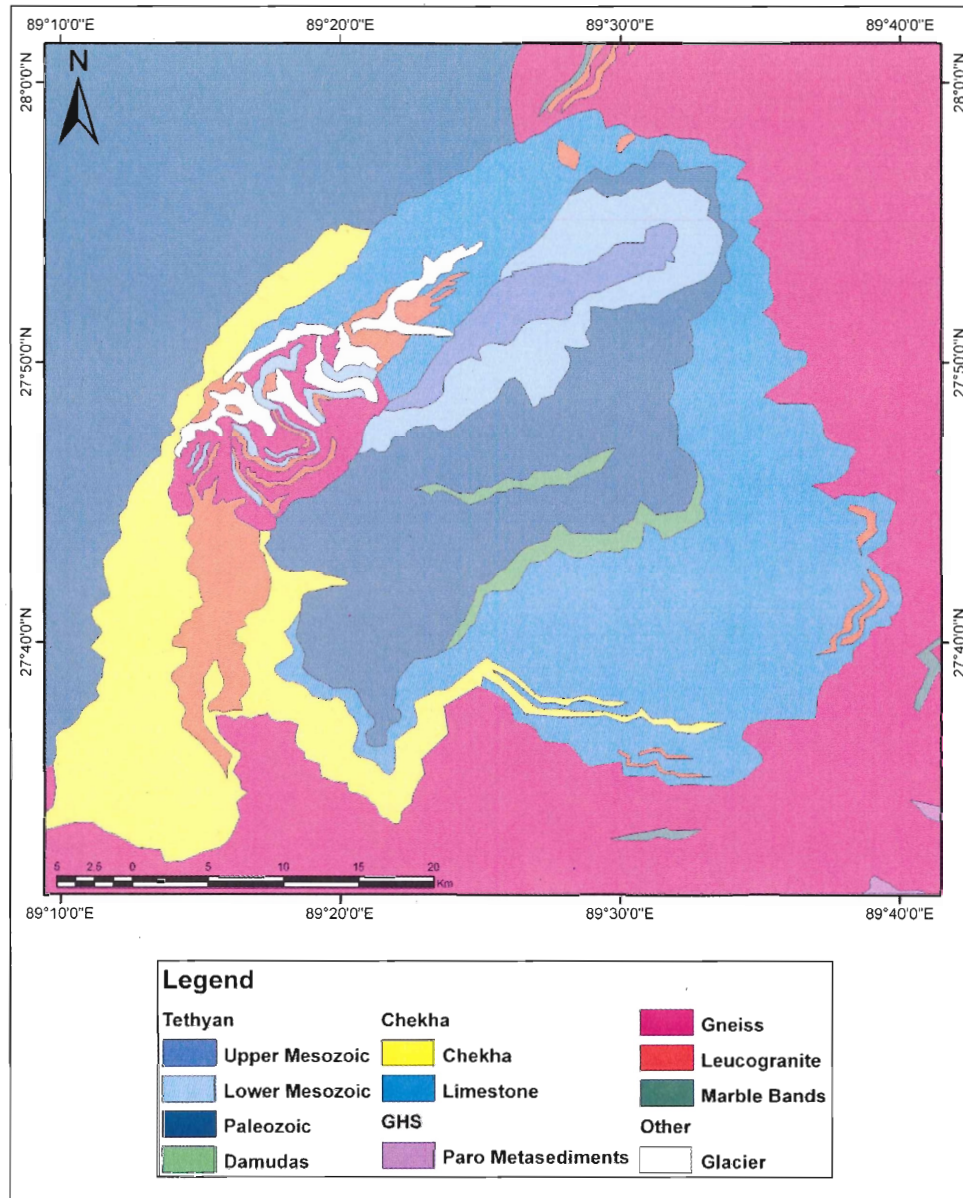 89°10'0"E 89°20'0"E 89°30'0"E 89°40'0"E
N
28°0'0"N 28°0'0"N
27°50'0"N 27°50'0"N
27°40'0"N 27°40'0"N
5 2.5 0 5 10 15 20
Km
89°10'0"E 89°20'0"E 89°30'0"E 89°40'0"E
Legend
Tethyan
Upper Mesozoic
Lower Mesozoic
Paleozoic
Damudas
Chekha
Chekha
Limestone
GHS
Paro Metasediments
Gneiss
Leucogranite
Marble Bands
Other
Glacier